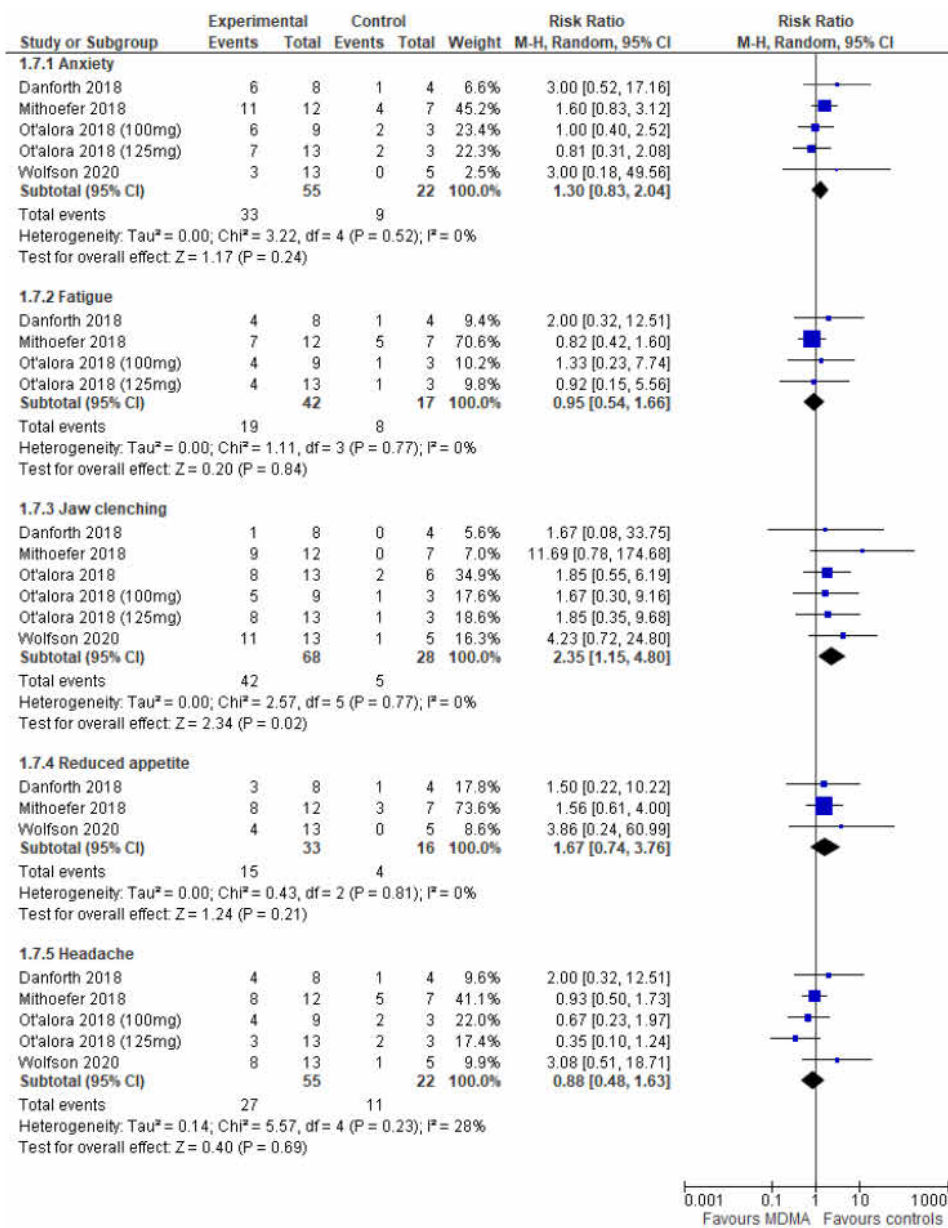 Experimental Control Risk Ratio Risk Ratio
Study or Subgroup Events Total Events Total Weight M-H, Random, 95% CI M-H, Random, 95% CI
1.7.1 Anxiety
Danforth 2018 6 8 1 4 6.6% 3.00 [0.52, 17.16]
Mithoefer 2018 11 12 4 7 45.2% 1.60 [0.83, 3.12]
Ot'alora 2018 (100mg) 6 9 2 3 23.4% 1.00 [0.40, 2.52]
Ot'alora 2018 (125mg) 7 13 2 3 22.3% 0.81 [0.31, 2.08]
Wolfson 2020 3 13 0 5 2.5% 3.00 [0.18, 49.56]
Subtotal (95% CI) 55 22 100.0% 1.30 [0.83, 2.04]
Total events 33 9
Heterogeneity: Tau² = 0.00; Chi² = 3.22, df = 4 (P = 0.52); I² = 0%
Test for overall effect: Z = 1.17 (P = 0.24)
1.7.2 Fatigue
Danforth 2018 4 8 1 4 9.4% 2.00 [0.32, 12.51]
Mithoefer 2018 7 12 5 7 70.6% 0.82 [0.42, 1.60]
Ot'alora 2018 (100mg) 4 9 1 3 10.2% 1.33 [0.23, 7.74]
Ot'alora 2018 (125mg) 4 13 1 3 9.8% 0.92 [0.15, 5.56]
Subtotal (95% CI) 42 17 100.0% 0.95 [0.54, 1.66]
Total events 19 8
Heterogeneity: Tau² = 0.00; Chi² = 1.11, df = 3 (P = 0.77); I² = 0%
Test for overall effect: Z = 0.20 (P = 0.84)
1.7.3 Jaw clenching
Danforth 2018 1 8 0 4 5.6% 1.67 [0.08, 33.75]
Mithoefer 2018 9 12 0 7 7.0% 11.69 [0.78, 174.68]
Ot'alora 2018 8 13 2 6 34.9% 1.85 [0.55, 6.19]
Ot'alora 2018 (100mg) 5 9 1 3 17.6% 1.67 [0.30, 9.16]
Ot'alora 2018 (125mg) 8 13 1 3 18.6% 1.85 [0.35, 9.68]
Wolfson 2020 11 13 1 5 16.3% 4.23 [0.72, 24.80]
Subtotal (95% CI) 68 28 100.0% 2.35 [1.15, 4.80]
Total events 42 5
Heterogeneity: Tau² = 0.00; Chi² = 2.57, df = 5 (P = 0.77); I² = 0%
Test for overall effect: Z = 2.34 (P = 0.02)
1.7.4 Reduced appetite
Danforth 2018 3 8 1 4 17.8% 1.50 [0.22, 10.22]
Mithoefer 2018 8 12 3 7 73.6% 1.56 [0.61, 4.00]
Wolfson 2020 4 13 0 5 8.6% 3.86 [0.24, 60.99]
Subtotal (95% CI) 33 16 100.0% 1.67 [0.74, 3.76]
Total events 15 4
Heterogeneity: Tau² = 0.00; Chi² = 0.43, df = 2 (P = 0.81); I² = 0%
Test for overall effect: Z = 1.24 (P = 0.21)
1.7.5 Headache
Danforth 2018 4 8 1 4 9.6% 2.00 [0.32, 12.51]
Mithoefer 2018 8 12 5 7 41.1% 0.93 [0.50, 1.73]
Ot'alora 2018 (100mg) 4 9 2 3 22.0% 0.67 [0.23, 1.97]
Ot'alora 2018 (125mg) 3 13 2 3 17.4% 0.35 [0.10, 1.24]
Wolfson 2020 8 13 1 5 9.9% 3.08 [0.51, 18.71]
Subtotal (95% CI) 55 22 100.0% 0.88 [0.48, 1.63]
Total events 27 11
Heterogeneity: Tau² = 0.14; Chi² = 5.57, df = 4 (P = 0.23); I² = 28%
Test for overall effect: Z = 0.40 (P = 0.69)
0.001 0.1 1 10 1000
Favours MDMA Favours controls